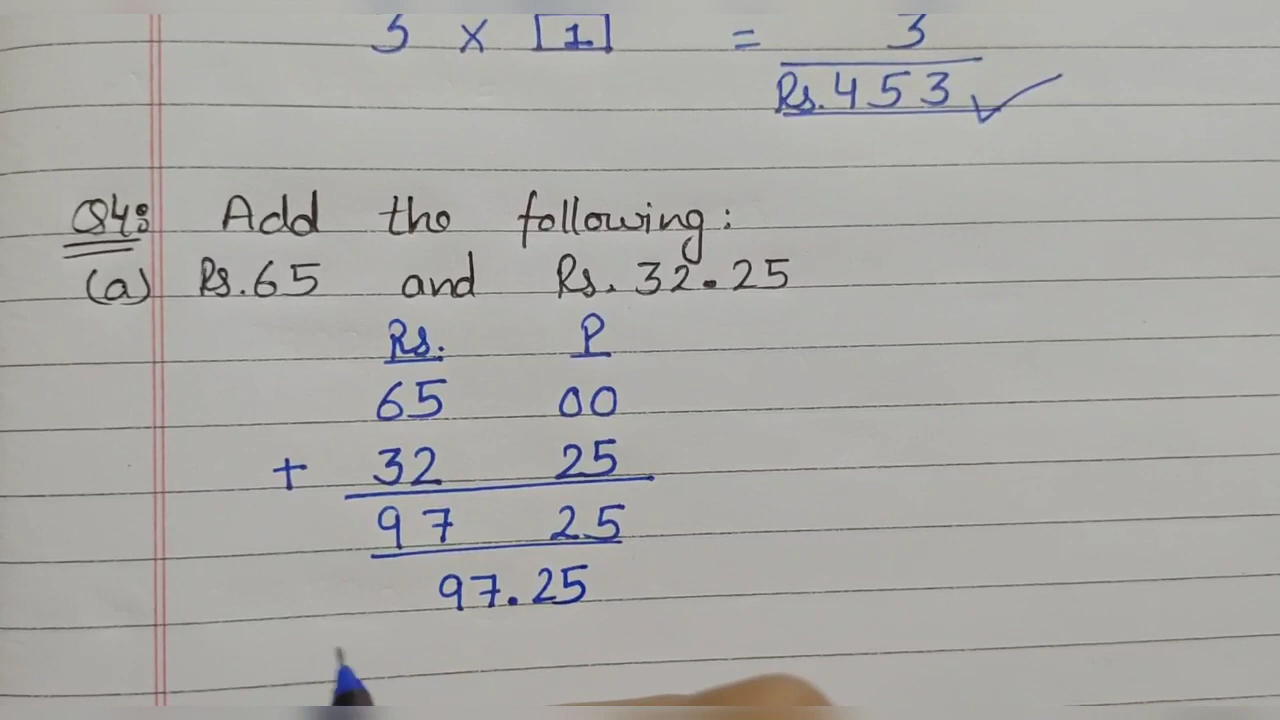 3 × 1 = 3
Rs.453 ✓
Q4: Add the following:
(a) Rs.65 and Rs. 32.25
Rs. P
65 00
+ 32 25
97 25
97.25